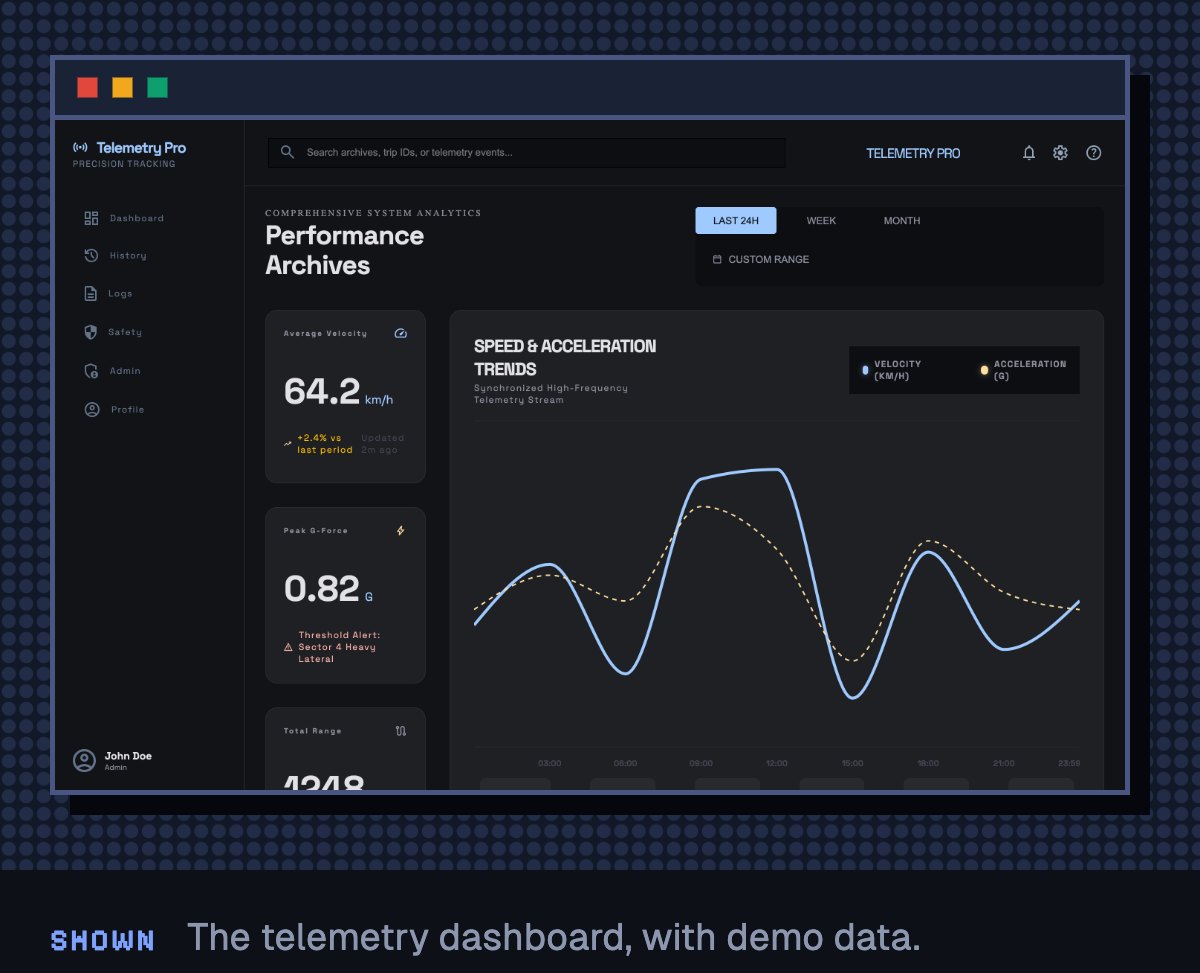 Telemetry Pro
PRECISION TRACKING
Search archives, trip IDs, or telemetry events...
TELEMETRY PRO
Dashboard
History
Logs
Safety
Admin
Profile
John Doe
Admin
COMPREHENSIVE SYSTEM ANALYTICS
Performance
Archives
LAST 24H
WEEK
MONTH
CUSTOM RANGE
Average Velocity
64.2 km/h
+2.4% vs
last period
Updated
2m ago
Peak G-Force
0.82 G
Threshold Alert:
Sector 4 Heavy
Lateral
Total Range
SPEED & ACCELERATION
TRENDS
Synchronized High-Frequency
Telemetry Stream
VELOCITY
(KM/H)
ACCELERATION
(G)
03:00 06:00 09:00 12:00 15:00 18:00 21:00 23:59
SHOWN The telemetry dashboard, with demo data.